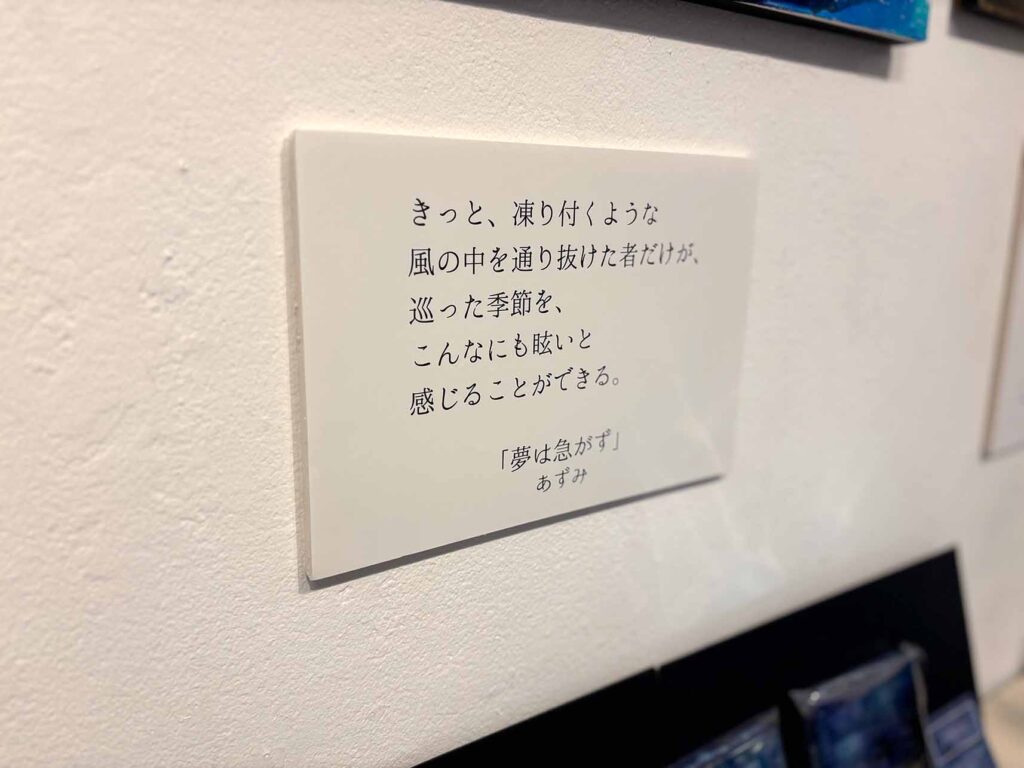 きっと、凍り付くような
風の中を通り抜けた者だけが、
巡った季節を、
こんなにも眩いと
感じることができる。
「夢は急がず」
あずみ